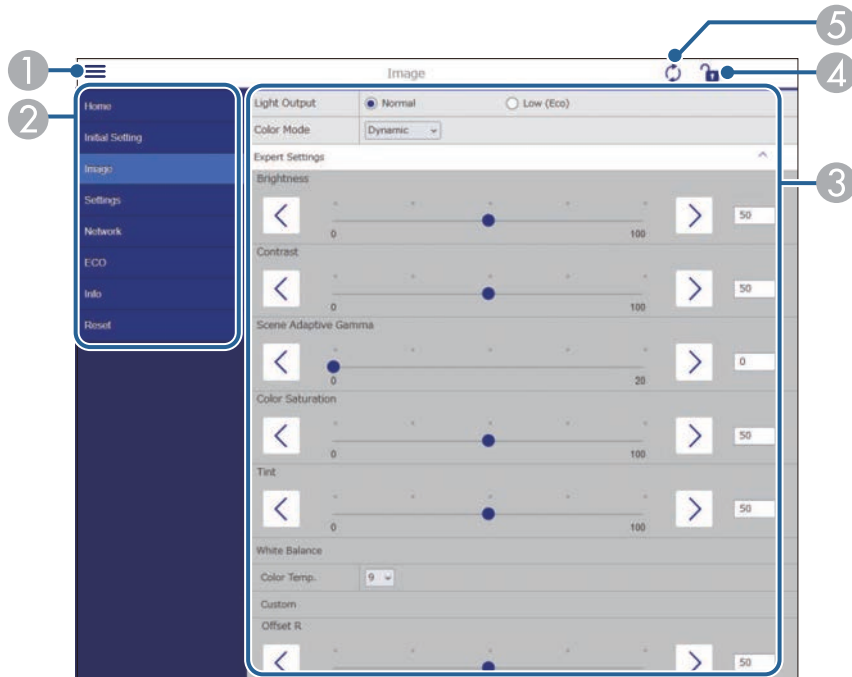 5
1
Image
4
2
Home
Light Output Normal Low (Eco)
Initial Setting
Color Mode Dynamic
Image
Expert Settings
3
Brightness
Settings
50
Network
0 100
Contrast
ECO
Info
50
0 100
Reset
Scene Adaptive Gamma
0
0 20
Color Saturation
50
0 100
Tint
50
0 100
White Balance
Color Temp. 9
Custom
Offset R
50